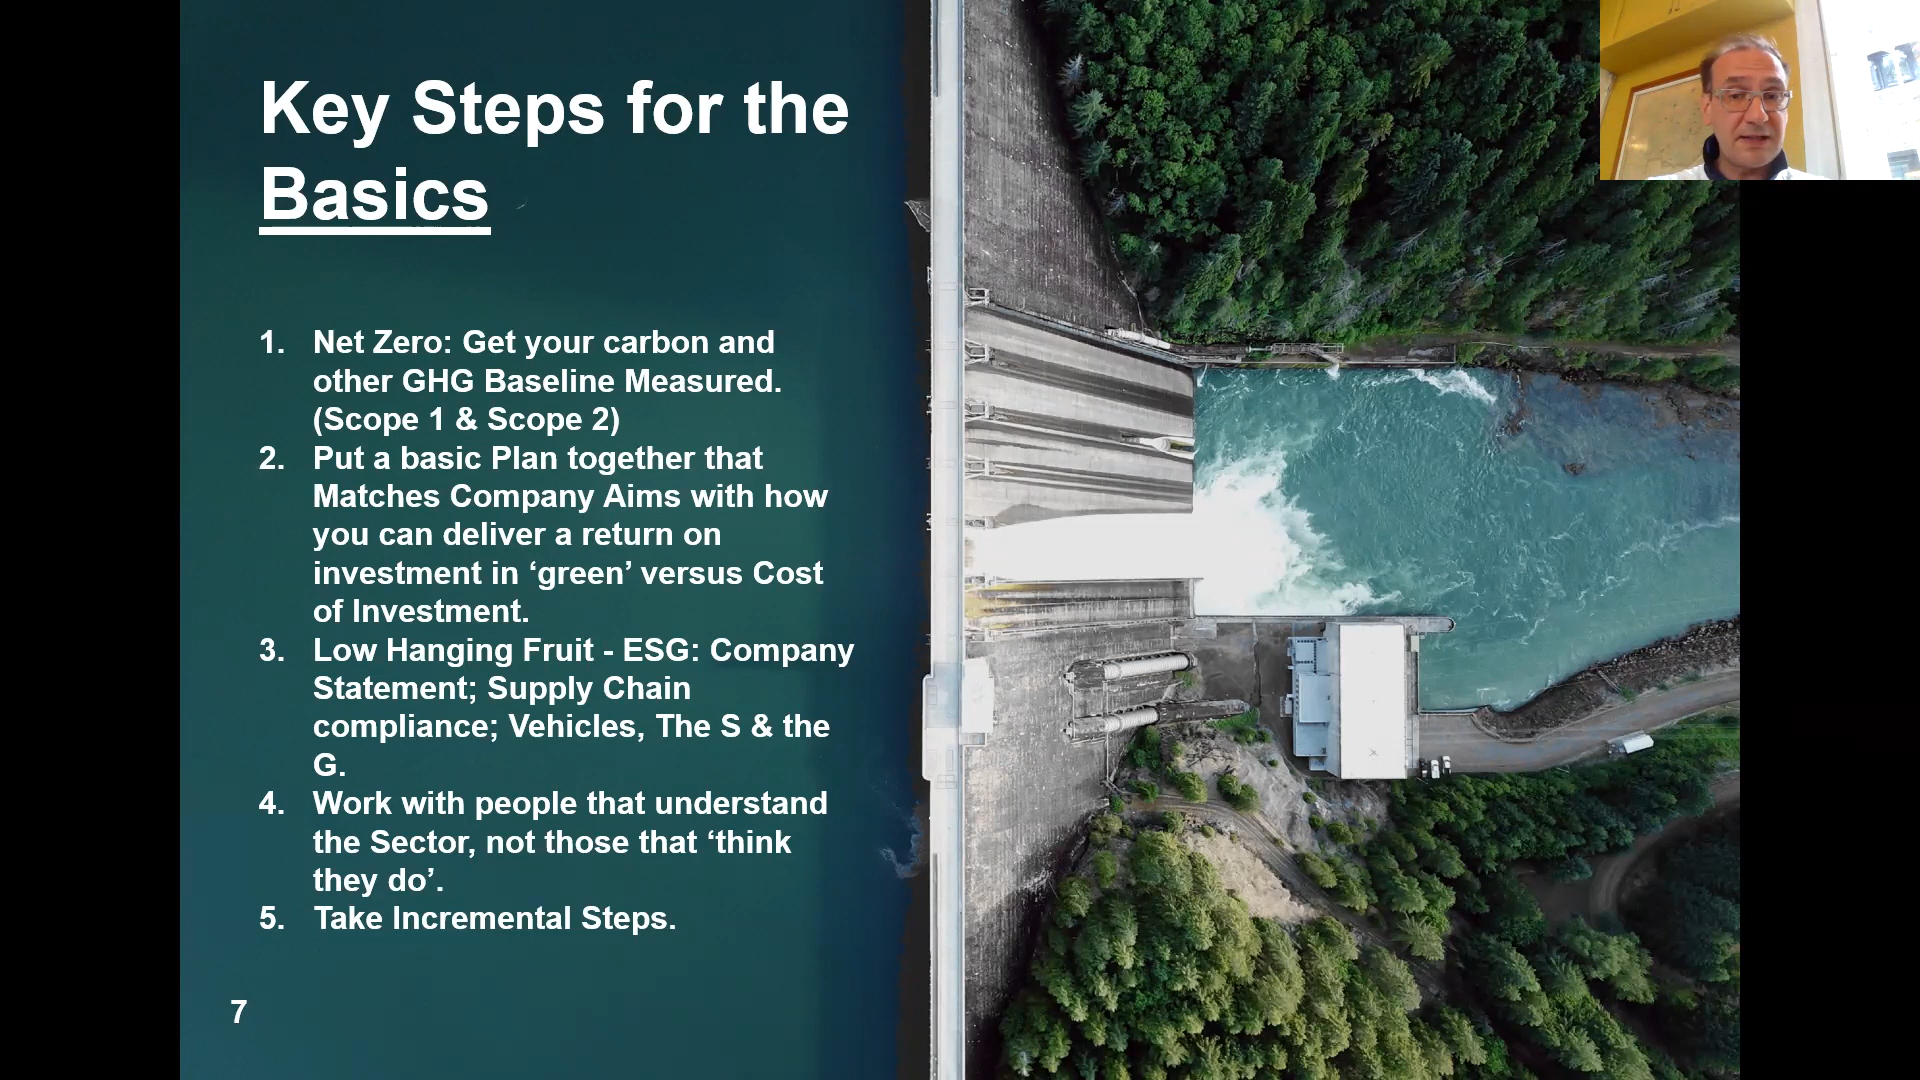 Key Steps for the
Basics
1. Net Zero: Get your carbon and
other GHG Baseline Measured.
(Scope 1 & Scope 2)
2. Put a basic Plan together that
Matches Company Aims with how
you can deliver a return on
investment in ‘green’ versus Cost
of Investment.
3. Low Hanging Fruit - ESG: Company
Statement; Supply Chain
compliance; Vehicles, The S & the
G.
4. Work with people that understand
the Sector, not those that ‘think
they do’.
5. Take Incremental Steps.
7